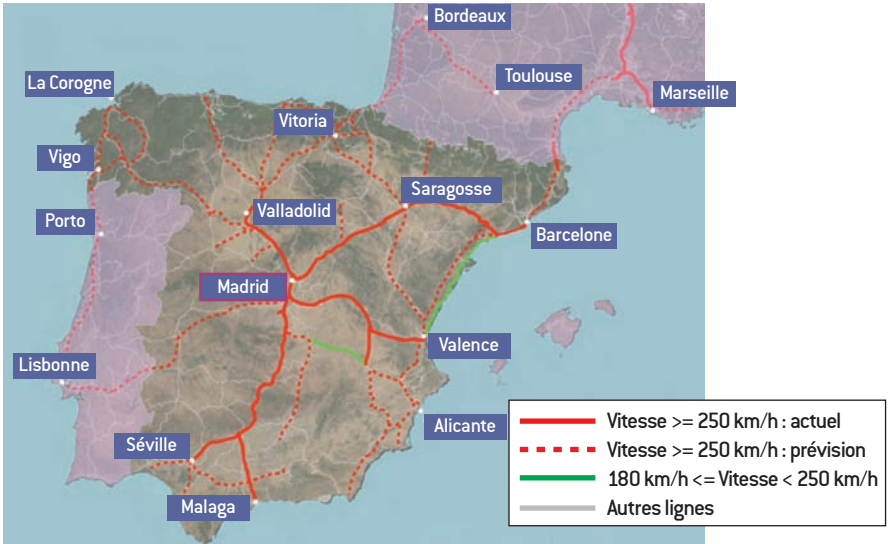 Bordeaux
Toulouse
La Corogne
Marseille
Vitoria
Vigo
Saragosse
Valladolid
Porto
Barcelone
Madrid
Valence
Lisbonne
Alicante
Séville
Malaga
Vitesse >= 250 km/h : actuel
Vitesse >= 250 km/h : prévision
180 km/h <= Vitesse < 250 km/h
Autres lignes